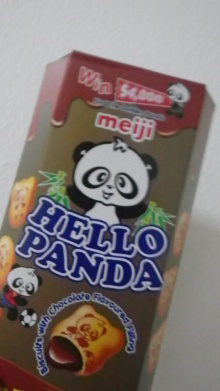 Win $4,000
meiji
HELLO
PANDA
Biscuits with Chocolate Flavoured Filling